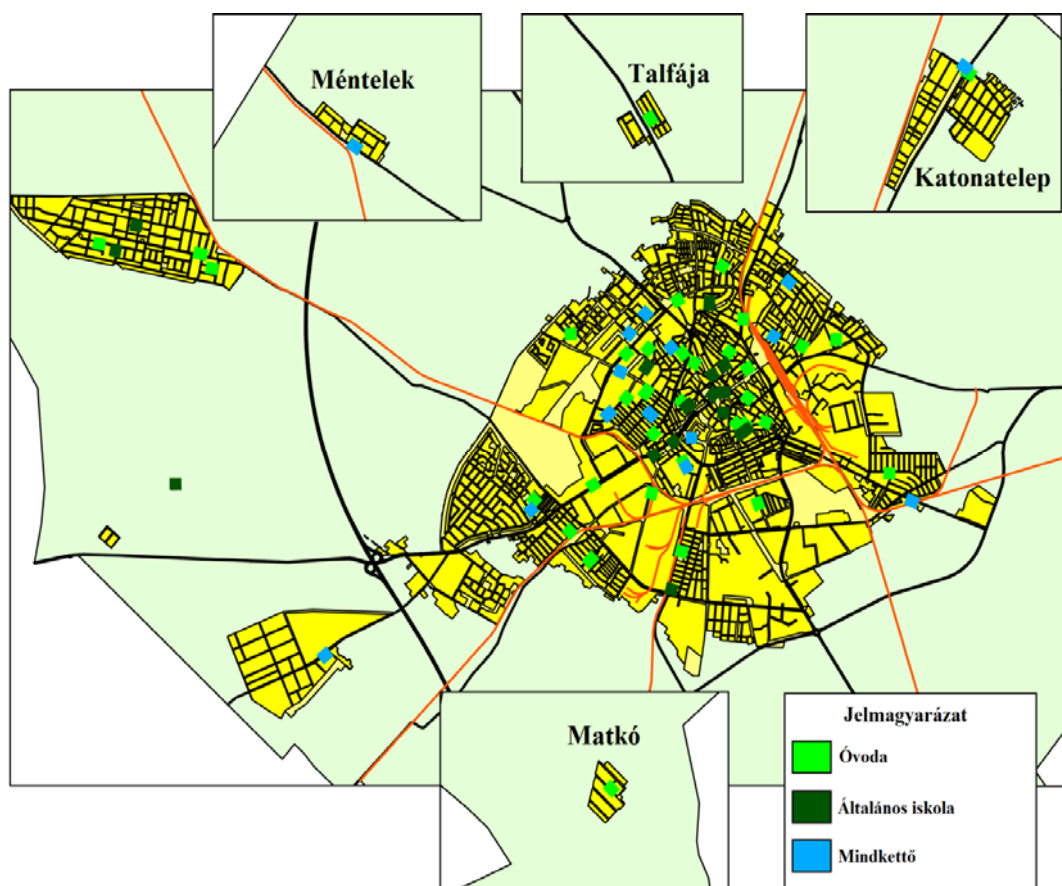 Méntelek
Talfája
Katonatelep
Matkó
Jelmagyarázat
Óvoda
Általános iskola
Mindkettő